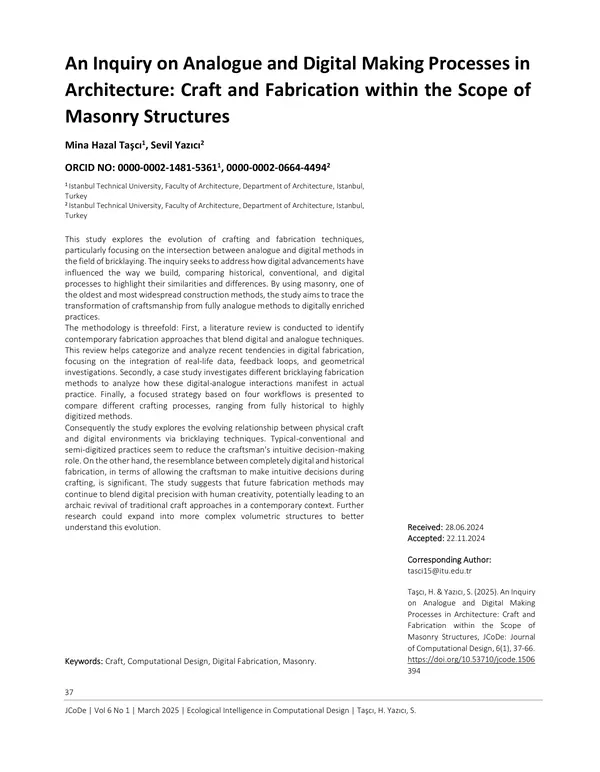 An Inquiry on Analogue and Digital Making Processes in
Architecture: Craft and Fabrication within the Scope of
Masonry Structures
Mina Hazal Taşcı¹, Sevil Yazıcı²
ORCID NO: 0000-0002-1481-5361¹, 0000-0002-0664-4494²
¹ Istanbul Technical University, Faculty of Architecture, Department of Architecture, Istanbul,
Turkey
² Istanbul Technical University, Faculty of Architecture, Department of Architecture, Istanbul,
Turkey
This study explores the evolution of crafting and fabrication techniques,
particularly focusing on the intersection between analogue and digital methods in
the field of bricklaying. The inquiry seeks to address how digital advancements have
influenced the way we build, comparing historical, conventional, and digital
processes to highlight their similarities and differences. By using masonry, one of
the oldest and most widespread construction methods, the study aims to trace the
transformation of craftsmanship from fully analogue methods to digitally enriched
practices.
The methodology is threefold: First, a literature review is conducted to identify
contemporary fabrication approaches that blend digital and analogue techniques.
This review helps categorize and analyze recent tendencies in digital fabrication,
focusing on the integration of real-life data, feedback loops, and geometrical
investigations. Secondly, a case study investigates different bricklaying fabrication
methods to analyze how these digital-analogue interactions manifest in actual
practice. Finally, a focused strategy based on four workflows is presented to
compare different crafting processes, ranging from fully historical to highly
digitized methods.
Consequently the study explores the evolving relationship between physical craft
and digital environments via bricklaying techniques. Typical-conventional and
semi-digitized practices seem to reduce the craftsman's intuitive decision-making
role. On the other hand, the resemblance between completely digital and historical
fabrication, in terms of allowing the craftsman to make intuitive decisions during
crafting, is significant. The study suggests that future fabrication methods may
continue to blend digital precision with human creativity, potentially leading to an
archaic revival of traditional craft approaches in a contemporary context. Further
research could expand into more complex volumetric structures to better
understand this evolution.
Received: 28.06.2024
Accepted: 22.11.2024
Corresponding Author:
tasci15@itu.edu.tr
Taşcı, H. & Yazıcı, S. (2025). An Inquiry
on Analogue and Digital Making
Processes in Architecture: Craft and
Fabrication within the Scope of
Masonry Structures, JCoDe: Journal
of Computational Design, 6(1), 37-66.
https://doi.org/10.53710/jcode.1506
394
Keywords: Craft, Computational Design, Digital Fabrication, Masonry.
37
JCoDe | Vol 6 No 1 | March 2025 | Ecological Intelligence in Computational Design | Taşcı, H. Yazıcı, S.